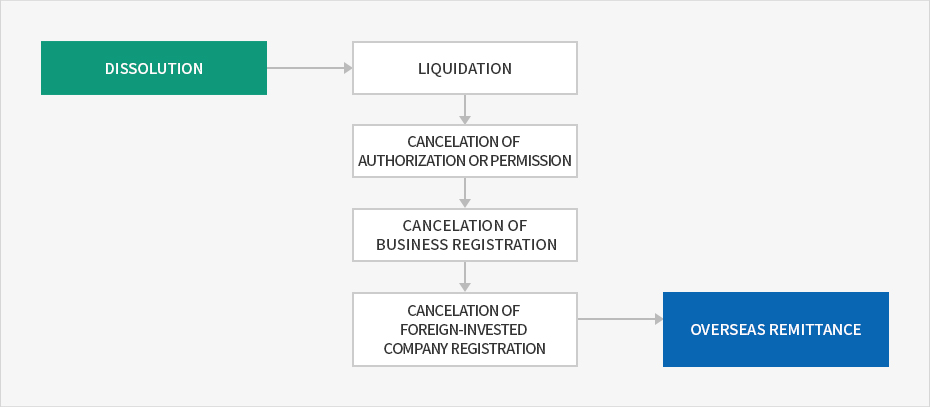 DISSOLUTION
LIQUIDATION
CANCELATION OF
AUTHORIZATION OR PERMISSION
CANCELATION OF
BUSINESS REGISTRATION
CANCELATION OF
FOREIGN-INVESTED
COMPANY REGISTRATION
OVERSEAS REMITTANCE